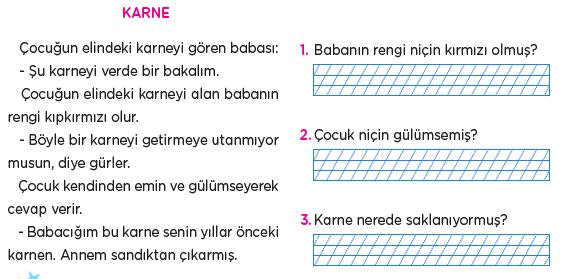 KARNE
Çocuğun elindeki karneyi gören babası:
- Şu karneyi verde bir bakalım.
Çocuğun elindeki karneyi alan babanın
rengi kıpkırmızı olur.
- Böyle bir karneyi getirmeye utanmıyor
musun, diye gürler.
Çocuk kendinden emin ve gülümseyerek
cevap verir.
- Babacığım bu karne senin yıllar önceki
karnen. Annem sandıktan çıkarmış.
1. Babanın rengi niçin kırmızı olmuş?
2. Çocuk niçin gülümsemiş?
3. Karne nerede saklanıyormuş?